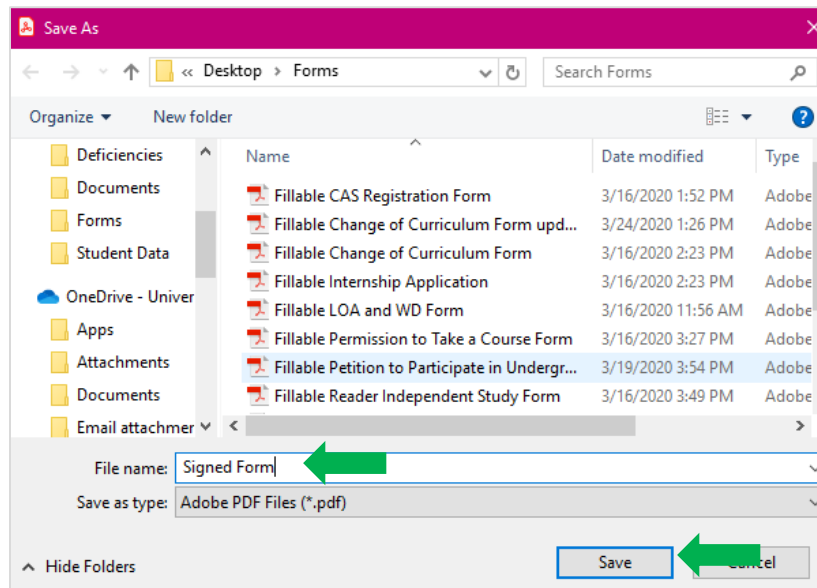 Save As
« Desktop > Forms
Search Forms
Organize
New folder
Deficiencies
Documents
Forms
Student Data
OneDrive - Univer
Apps
Attachments
Documents
Email attachmer
Name Date modified Type
Fillable CAS Registration Form 3/16/2020 1:52 PM Adobe
Fillable Change of Curriculum Form upd... 3/24/2020 1:26 PM Adobe
Fillable Change of Curriculum Form 3/16/2020 2:23 PM Adobe
Fillable Internship Application 3/16/2020 2:23 PM Adobe
Fillable LOA and WD Form 3/16/2020 11:56 AM Adobe
Fillable Permission to Take a Course Form 3/16/2020 3:27 PM Adobe
Fillable Petition to Participate in Undergr... 3/19/2020 3:54 PM Adobe
Fillable Reader Independent Study Form 3/16/2020 3:49 PM Adobe
File name: Signed Form
Save as type: Adobe PDF Files (*.pdf)
Hide Folders
Save